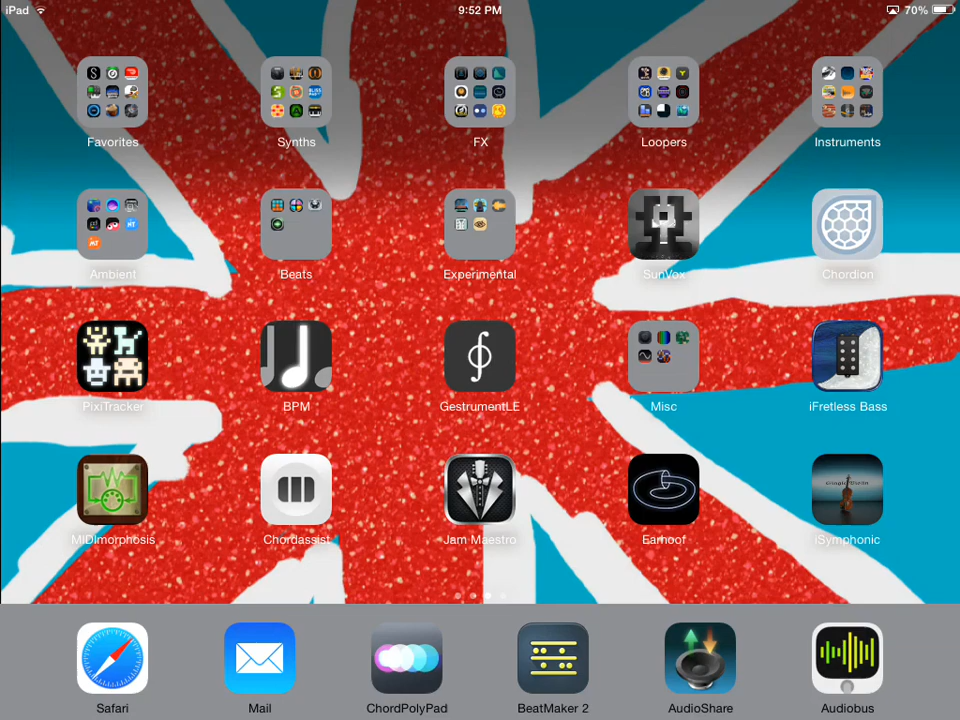 iPad 9:52 PM 70%
Favorites Synths FX Loopers Instruments
Ambient Beats Experimental SunVox Chordion
PixiTracker BPM GestrumentLE Misc iFretless Bass
MIDImorphosis Chordassist Jam Maestro Earhoof iSymphonic
Safari Mail ChordPolyPad BeatMaker 2 AudioShare Audiobus